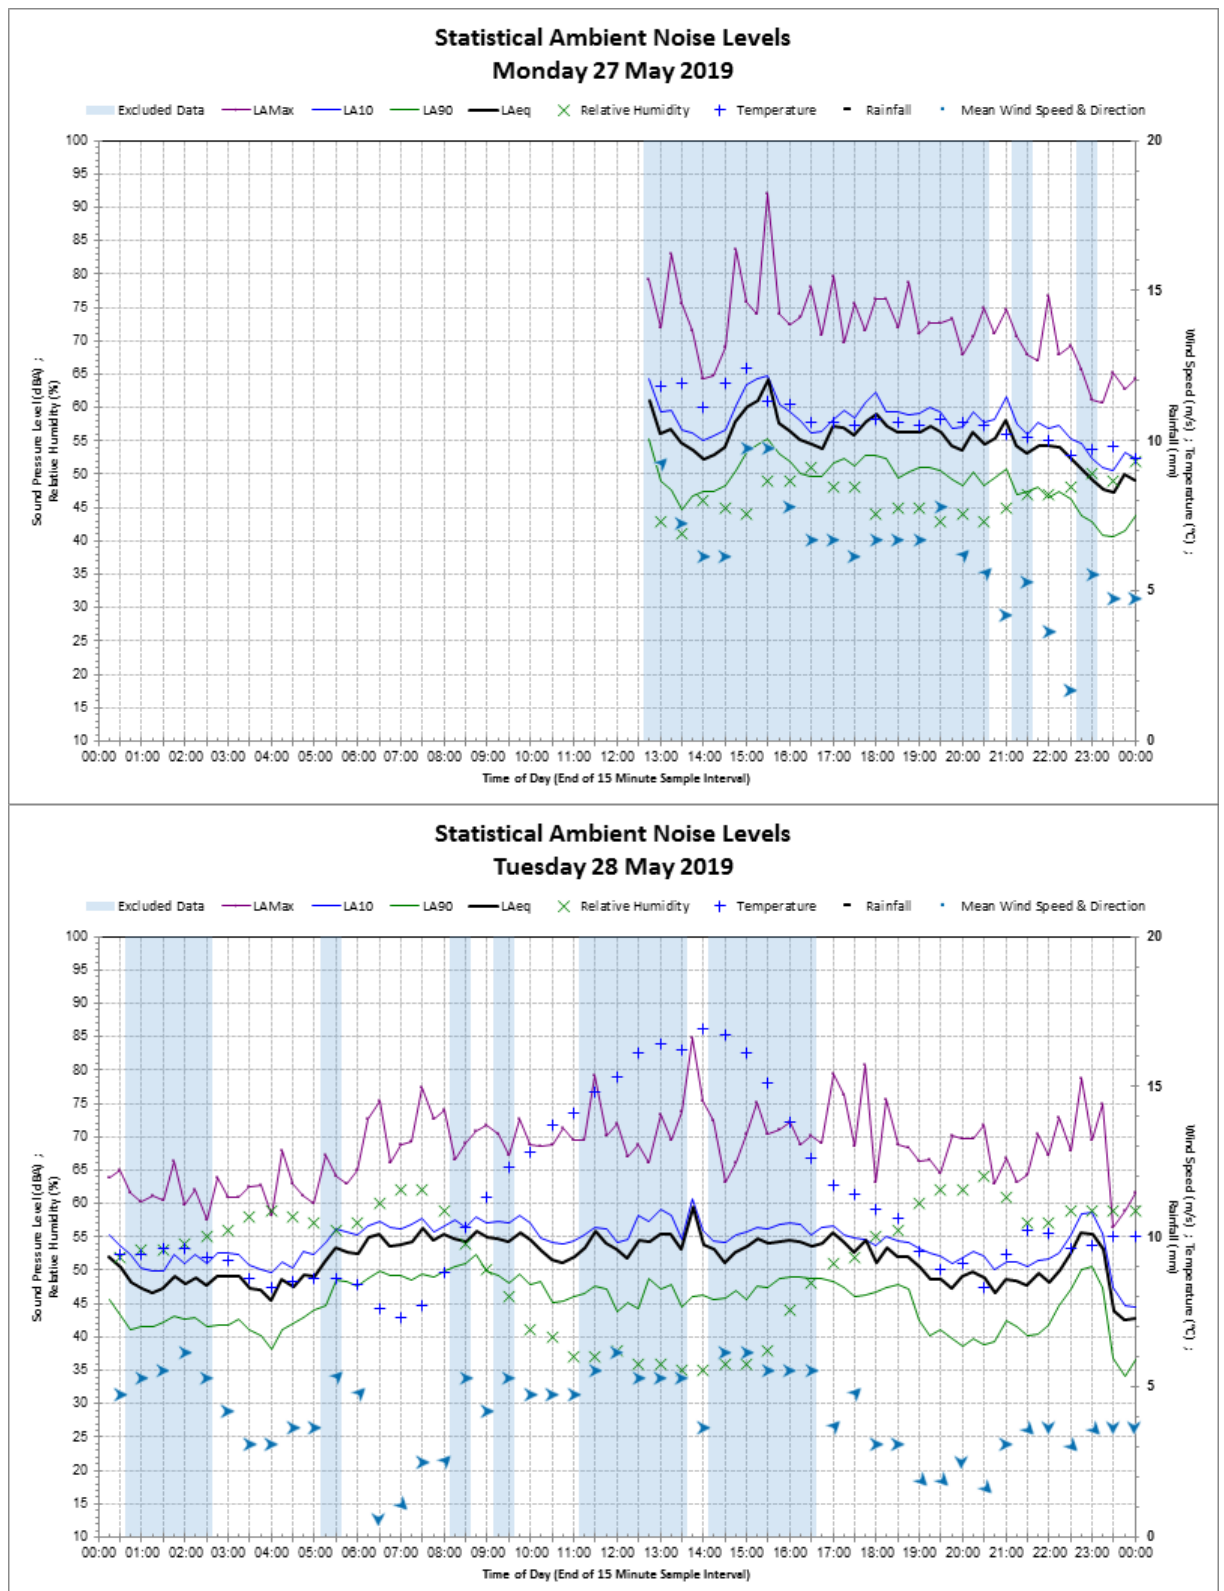 Statistical Ambient Noise Levels
Monday 27 May 2019
Excluded Data LAMax LA10 LA90 LAeq Relative Humidity Temperature Rainfall Mean Wind Speed & Direction
Sound Pressure Level (dBA) ;
Relative Humidity (%)
100
95
90
85
80
75
70
65
60
55
50
45
40
35
30
25
20
15
10
20
15
10
5
0
Wind Speed (m/s) ; Temperature (°C) ;
Rainfall (mm)
00:00 01:00 02:00 03:00 04:00 05:00 06:00 07:00 08:00 09:00 10:00 11:00 12:00 13:00 14:00 15:00 16:00 17:00 18:00 19:00 20:00 21:00 22:00 23:00 00:00
Time of Day (End of 15 Minute Sample Interval)
Statistical Ambient Noise Levels
Tuesday 28 May 2019
Excluded Data LAMax LA10 LA90 LAeq Relative Humidity Temperature Rainfall Mean Wind Speed & Direction
Sound Pressure Level (dBA) ;
Relative Humidity (%)
100
95
90
85
80
75
70
65
60
55
50
45
40
35
30
25
20
15
10
20
15
10
5
0
Wind Speed (m/s) ; Temperature (°C) ;
Rainfall (mm)
00:00 01:00 02:00 03:00 04:00 05:00 06:00 07:00 08:00 09:00 10:00 11:00 12:00 13:00 14:00 15:00 16:00 17:00 18:00 19:00 20:00 21:00 22:00 23:00 00:00
Time of Day (End of 15 Minute Sample Interval)